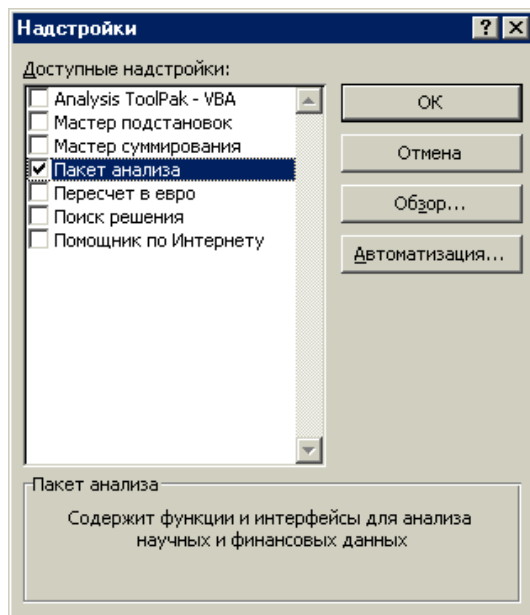 Надстройки
Доступные надстройки:
Analysis ToolPak - VBA
Мастер подстановок
Мастер суммирования
Пакет анализа
Пересчет в евро
Поиск решения
Помощник по Интернету
ОК
Отмена
Обзор...
Автоматизация...
Пакет анализа
Содержит функции и интерфейсы для анализа
научных и финансовых данных